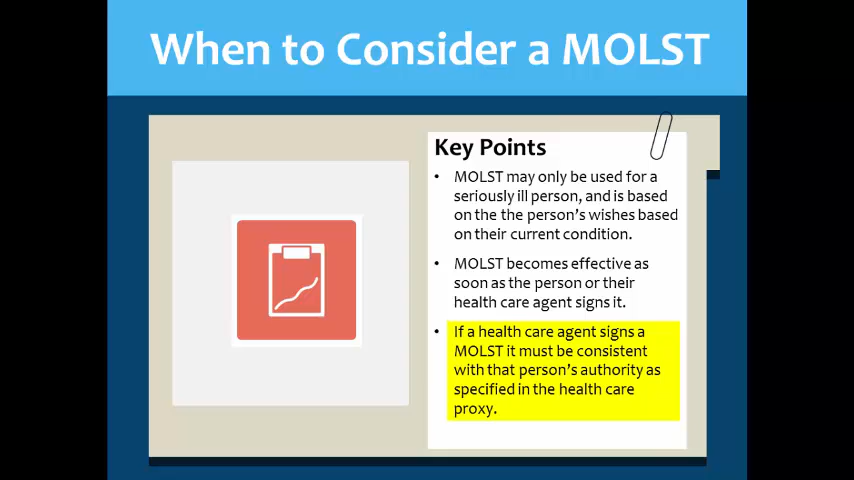 When to Consider a MOLST
Key Points
• MOLST may only be used for a
seriously ill person, and is based
on the the person's wishes based
on their current condition.
• MOLST becomes effective as
soon as the person or their
health care agent signs it.
• If a health care agent signs a
MOLST it must be consistent
with that person's authority as
specified in the health care
proxy.